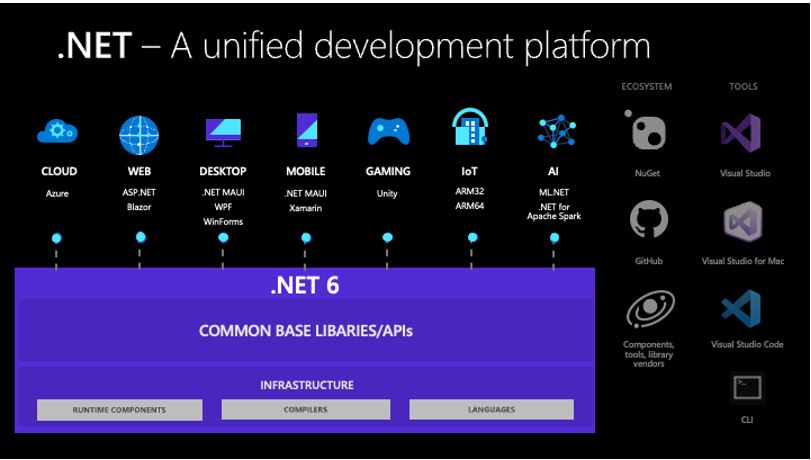 .NET – A unified development platform
ECOSYSTEM
TOOLS
CLOUD
Azure
WEB
ASP.NET
Blazor
DESKTOP
.NET MAUI
WPF
WinForms
MOBILE
.NET MAUI
Xamarin
GAMING
Unity
IoT
ARM32
ARM64
AI
ML.NET
.NET for
Apache Spark
NuGet
Visual Studio
GitHub
Visual Studio for Mac
Components,
tools, library
vendors
Visual Studio Code
>_
CLI
.NET 6
COMMON BASE LIBARIES/APIs
INFRASTRUCTURE
RUNTIME COMPONENTS
COMPILERS
LANGUAGES